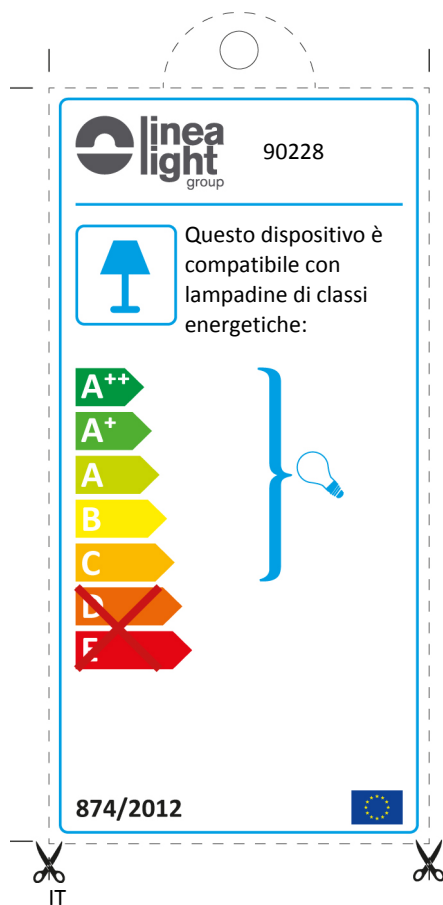 linea
light
group
90228
Questo dispositivo è
compatibile con
lampadine di classi
energetiche:
A++
A+
A
B
C
D
E
874/2012
IT